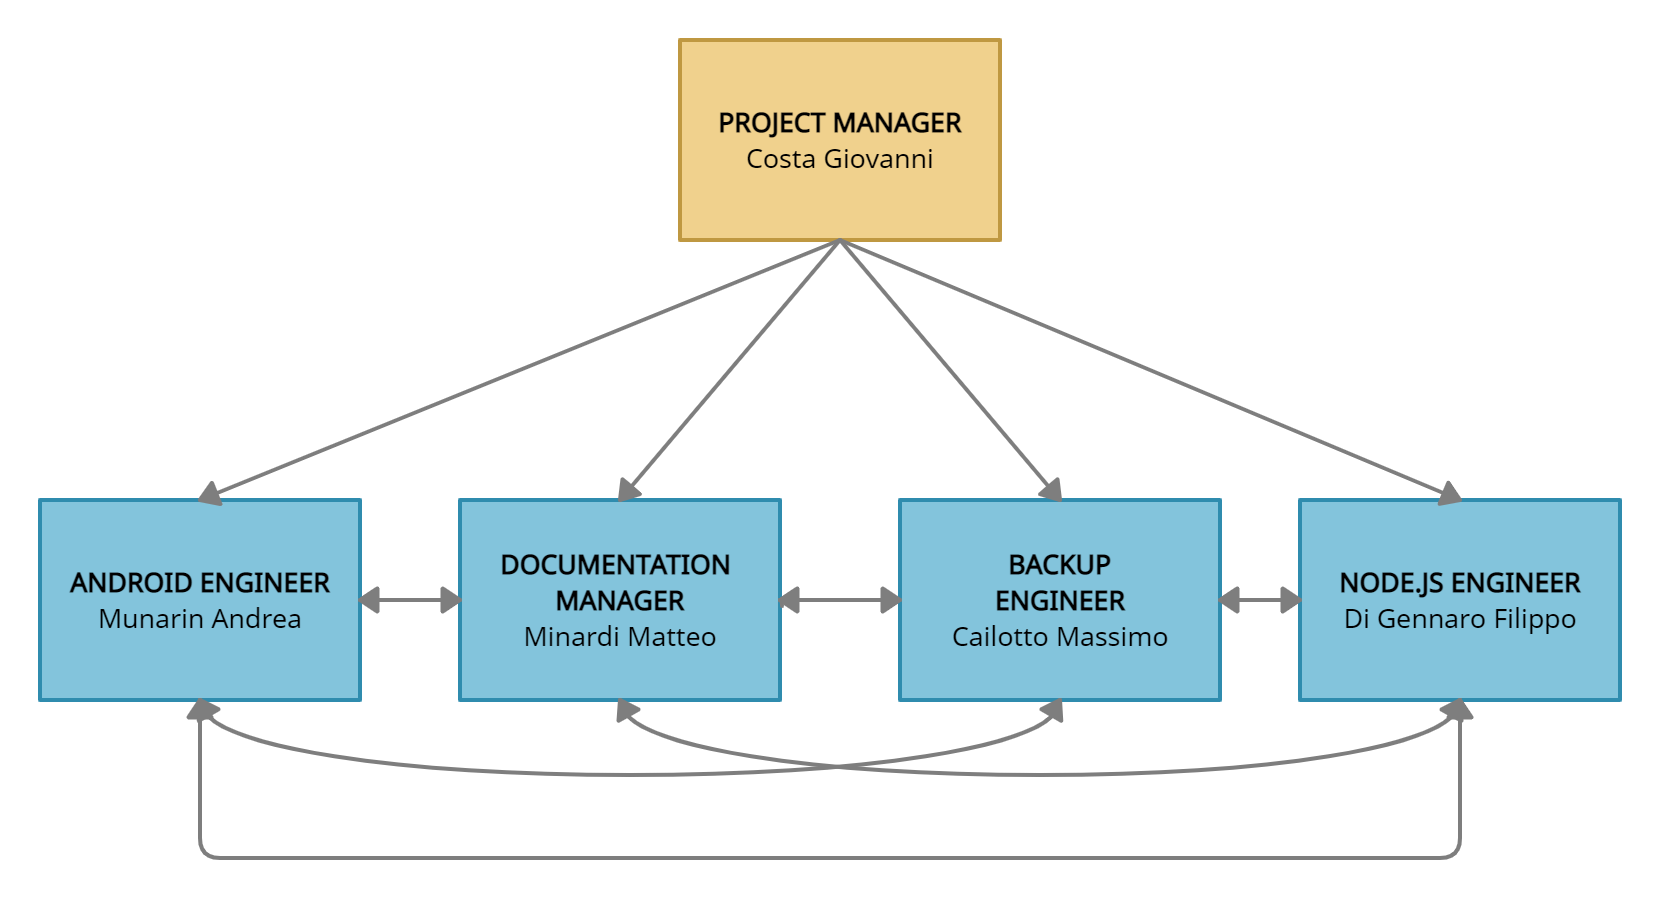 PROJECT MANAGER
Costa Giovanni
ANDROID ENGINEER
Munarin Andrea
DOCUMENTATION
MANAGER
Minardi Matteo
BACKUP
ENGINEER
Cailotto Massimo
NODE.JS ENGINEER
Di Gennaro Filippo